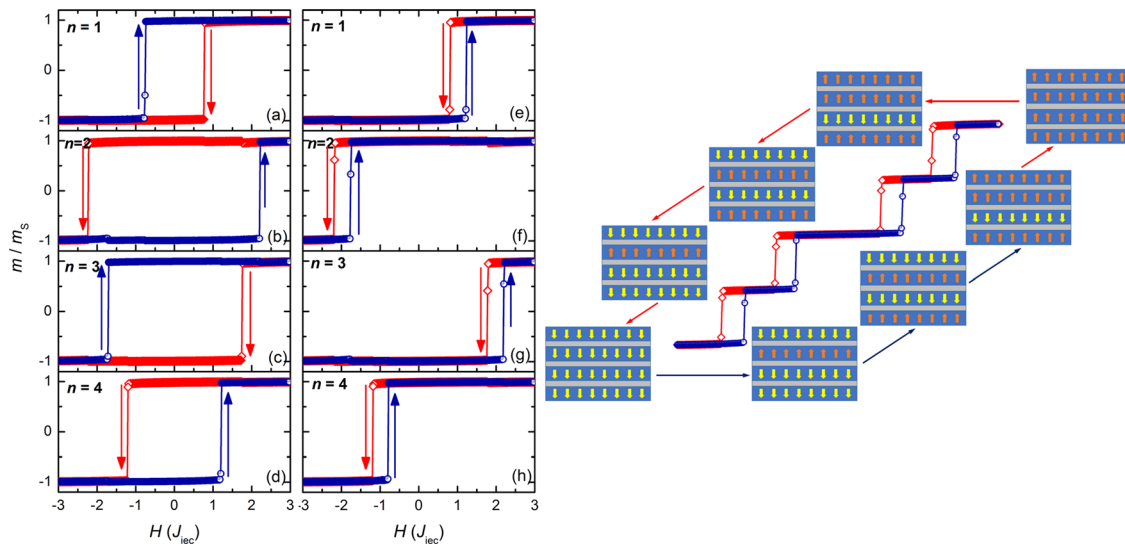 n = 1
n = 1
1
0
-1
(a)
(e)
n=2
n=2
1
0
-1
(b)
(f)
n = 3
n = 3
1
0
-1
(c)
(g)
n = 4
n = 4
1
0
-1
(d)
(h)
m / mS
-3 -2 -1 0 1 2 3 -2 -1 0 1 2 3
H (Jiec)
H (Jiec)